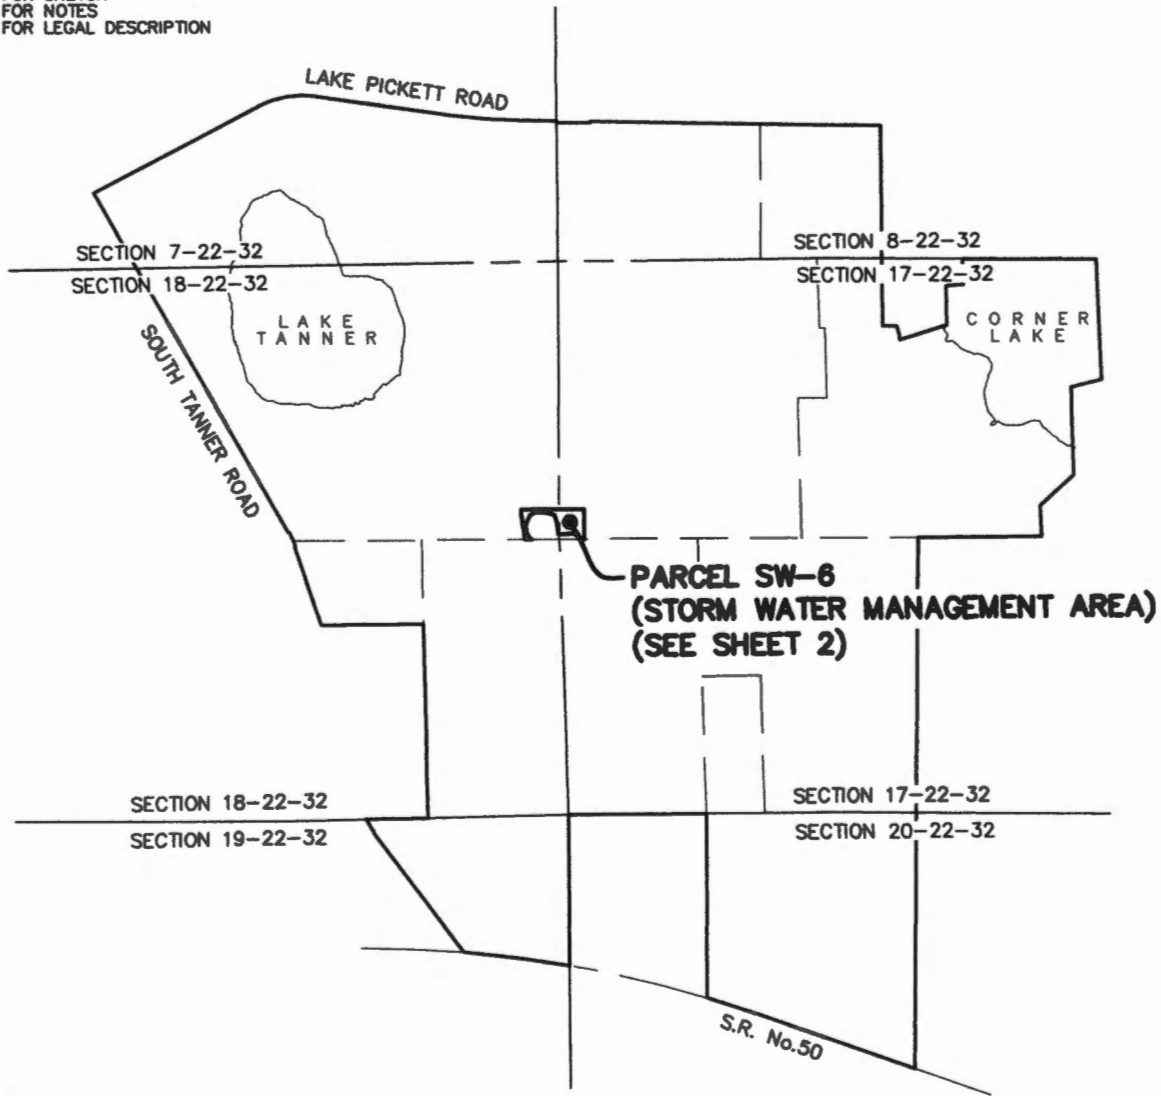 FOR NOTES
FOR LEGAL DESCRIPTION
LAKE PICKETT ROAD
SECTION 7-22-32
SECTION 18-22-32
SECTION 8-22-32
SECTION 17-22-32
LAKE
TANNER
CORNER
LAKE
SOUTH TANNER ROAD
PARCEL SW-6
(STORM WATER MANAGEMENT AREA)
(SEE SHEET 2)
SECTION 18-22-32
SECTION 19-22-32
SECTION 17-22-32
SECTION 20-22-32
S.R. No.50